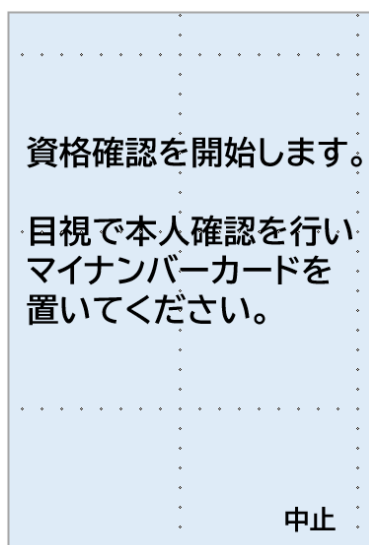 資格確認を開始します。
目視で本人確認を行い
マイナンバーカードを
置いてください。
中止